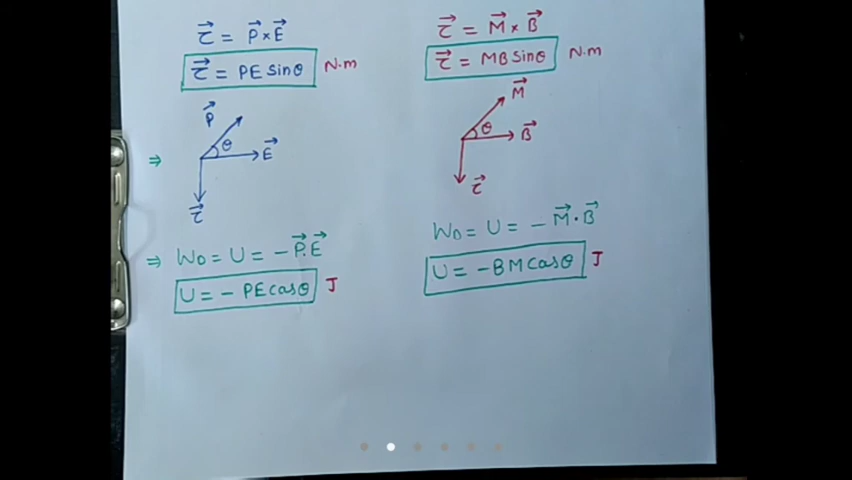 τ⃗ = P⃗ × E⃗
τ⃗ = PE sinθ N.m
P⃗
θ
E⃗
τ⃗
⇒
⇒ W₀ = U = − P⃗.E⃗
U = − PE cosθ J
τ⃗ = M⃗ × B⃗
τ⃗ = MB sinθ N.m
M⃗
θ
B⃗
τ⃗
W₀ = U = − M⃗ · B⃗
U = − BM cosθ J